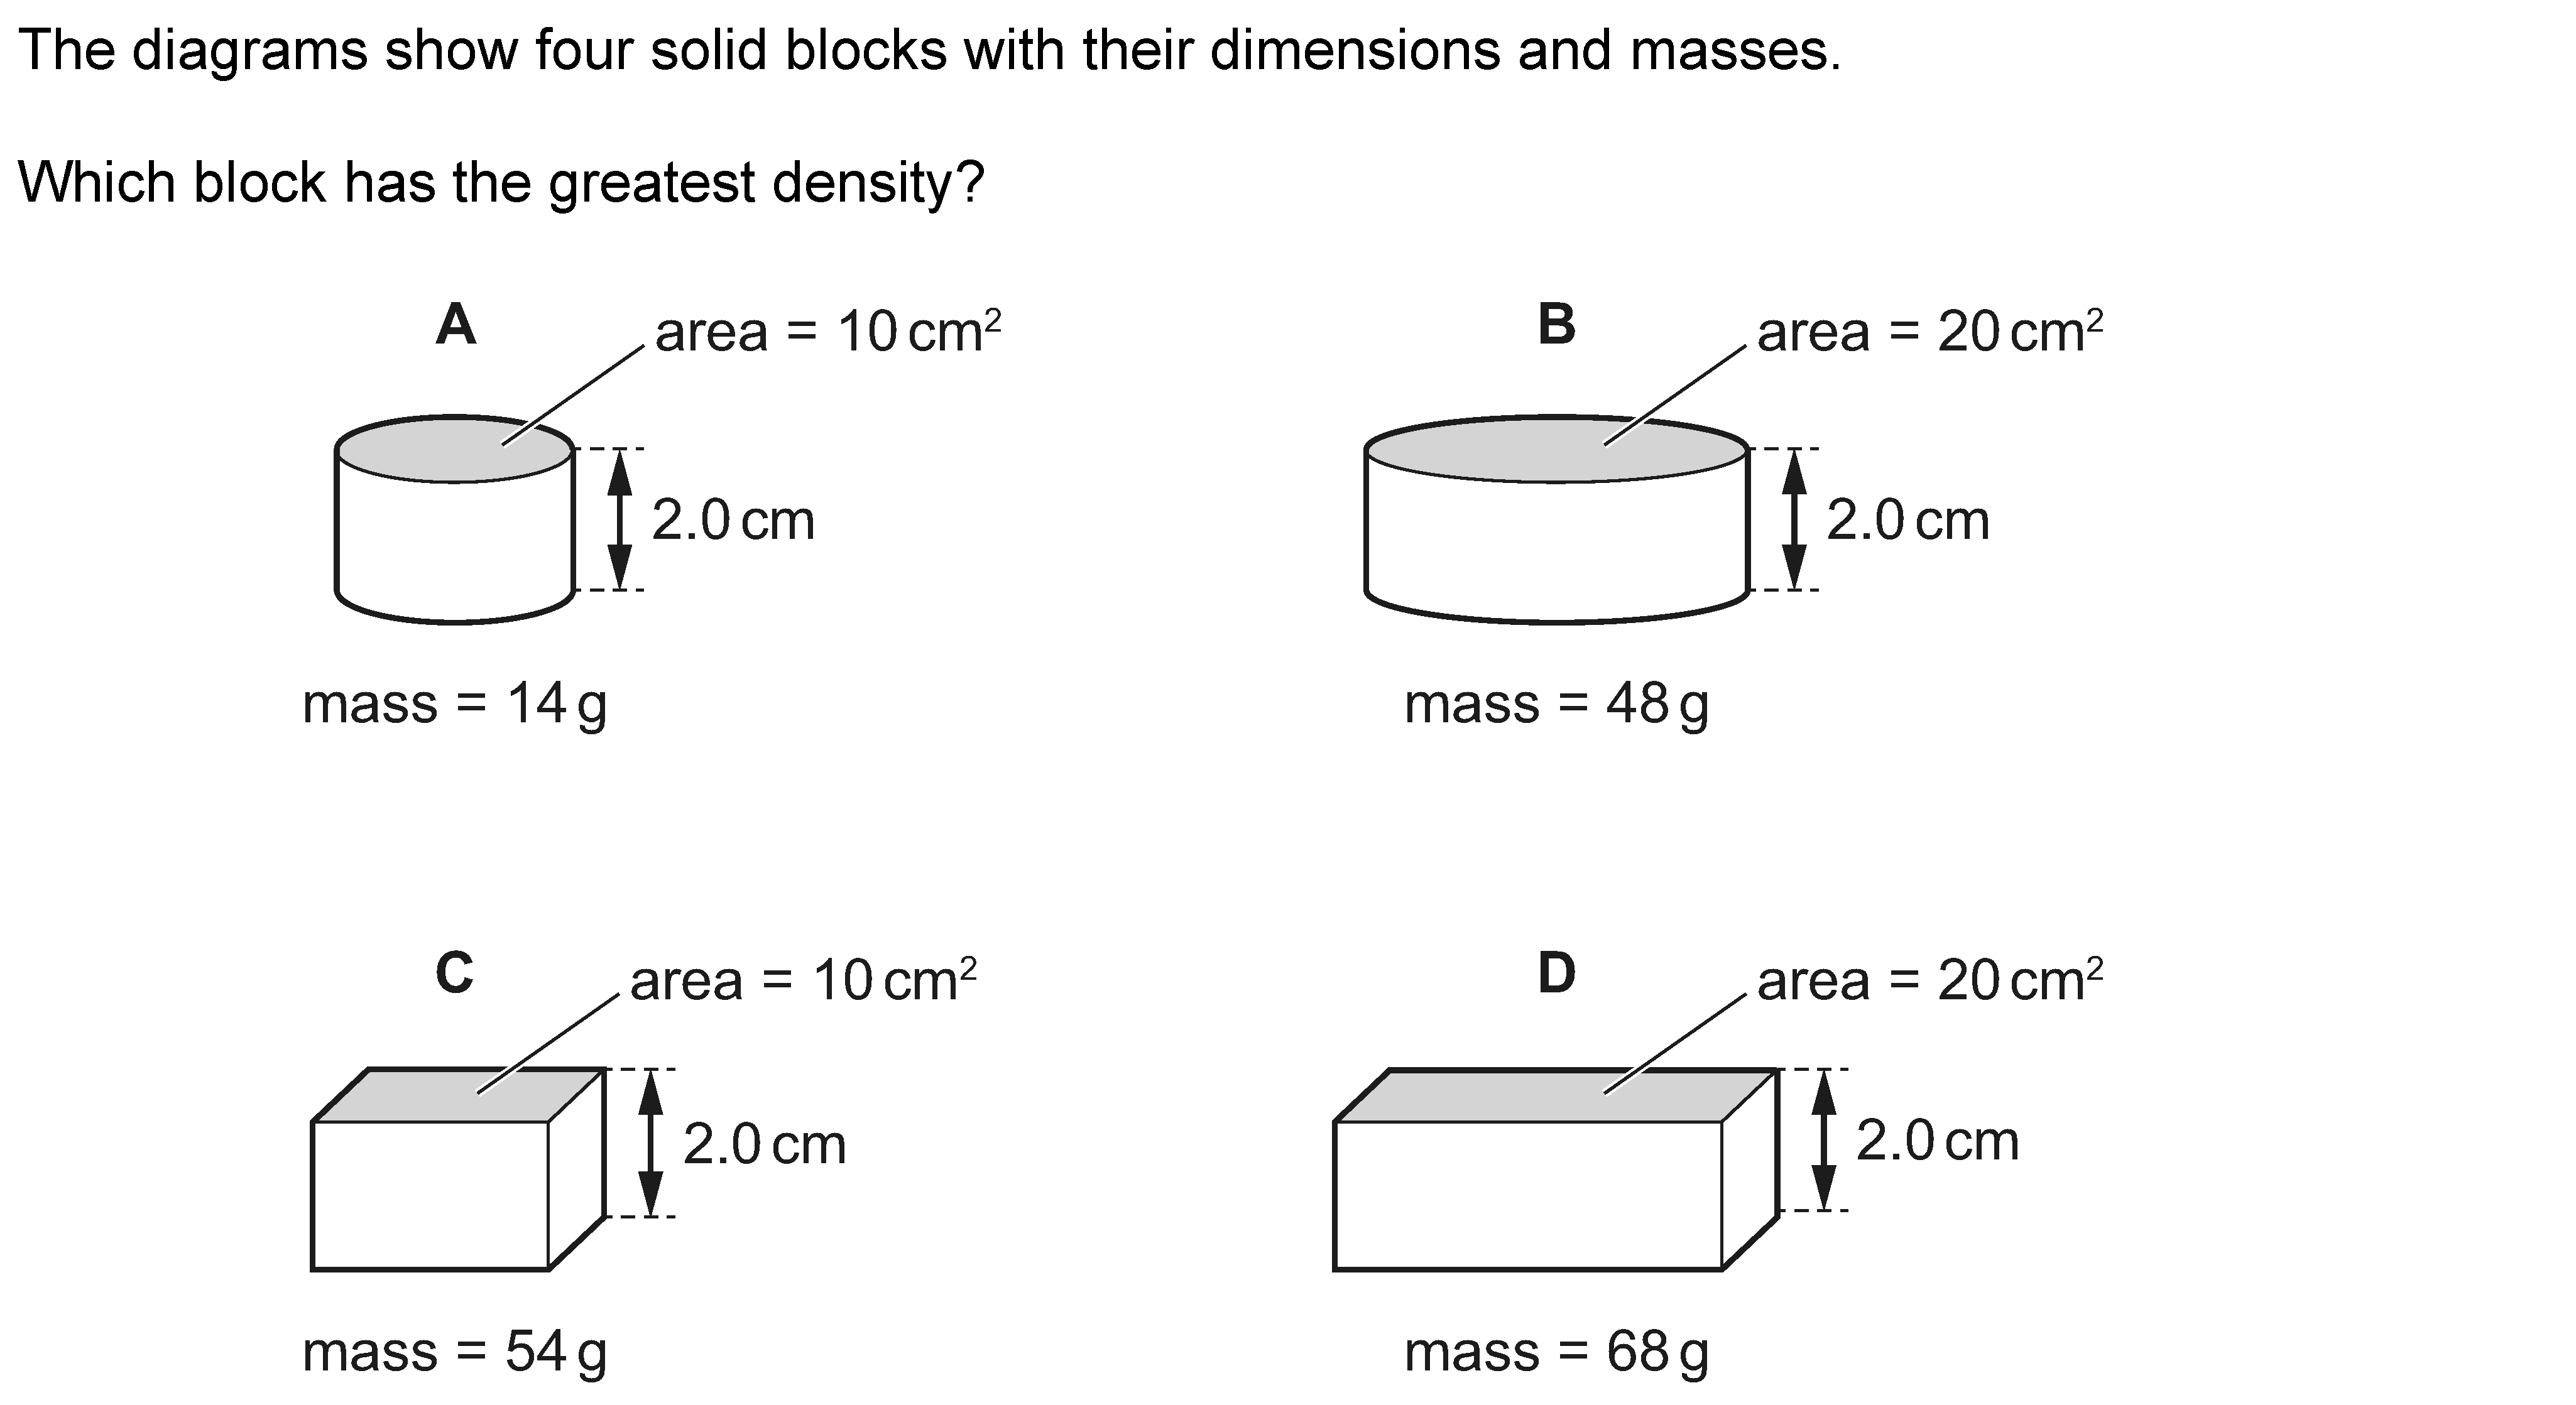 The diagrams show four solid blocks with their dimensions and masses.
Which block has the greatest density?
A
area = 10 cm²
2.0 cm
mass = 14 g
B
area = 20 cm²
2.0 cm
mass = 48 g
C
area = 10 cm²
2.0 cm
mass = 54 g
D
area = 20 cm²
2.0 cm
mass = 68 g